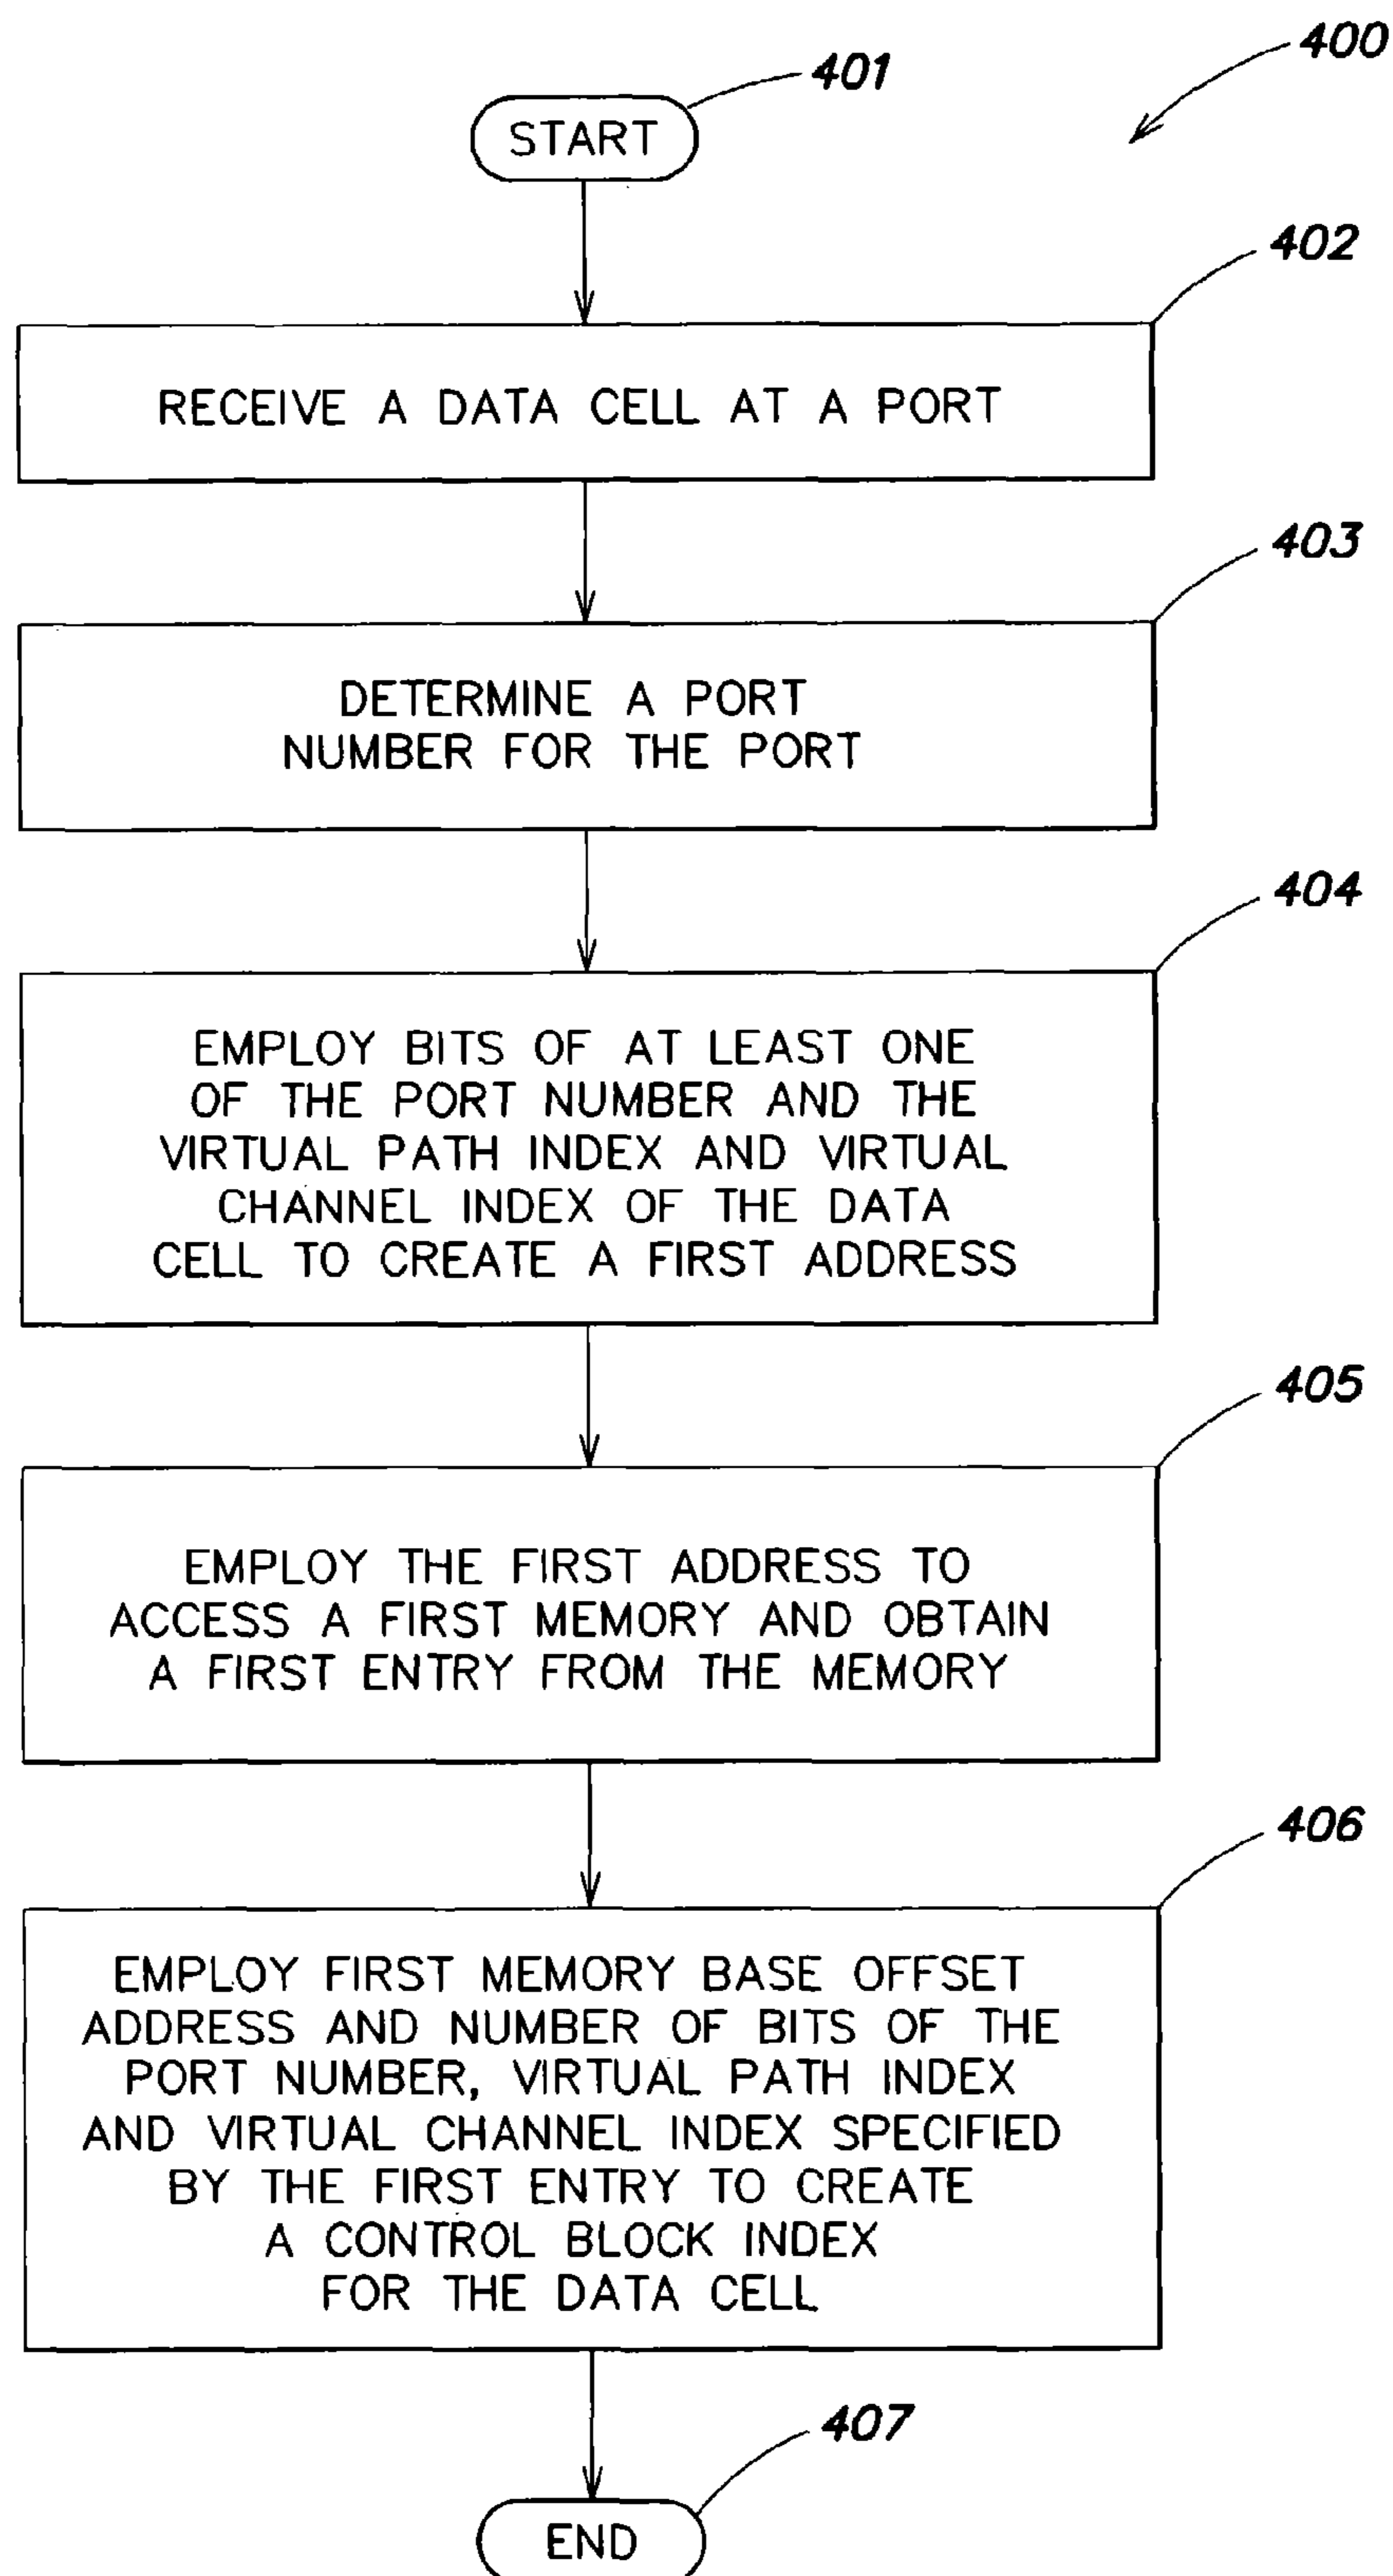 400
401
START
402
RECEIVE A DATA CELL AT A PORT
403
DETERMINE A PORT
NUMBER FOR THE PORT
404
EMPLOY BITS OF AT LEAST ONE
OF THE PORT NUMBER AND THE
VIRTUAL PATH INDEX AND VIRTUAL
CHANNEL INDEX OF THE DATA
CELL TO CREATE A FIRST ADDRESS
405
EMPLOY THE FIRST ADDRESS TO
ACCESS A FIRST MEMORY AND OBTAIN
A FIRST ENTRY FROM THE MEMORY
406
EMPLOY FIRST MEMORY BASE OFFSET
ADDRESS AND NUMBER OF BITS OF THE
PORT NUMBER, VIRTUAL PATH INDEX
AND VIRTUAL CHANNEL INDEX SPECIFIED
BY THE FIRST ENTRY TO CREATE
A CONTROL BLOCK INDEX
FOR THE DATA CELL
407
END